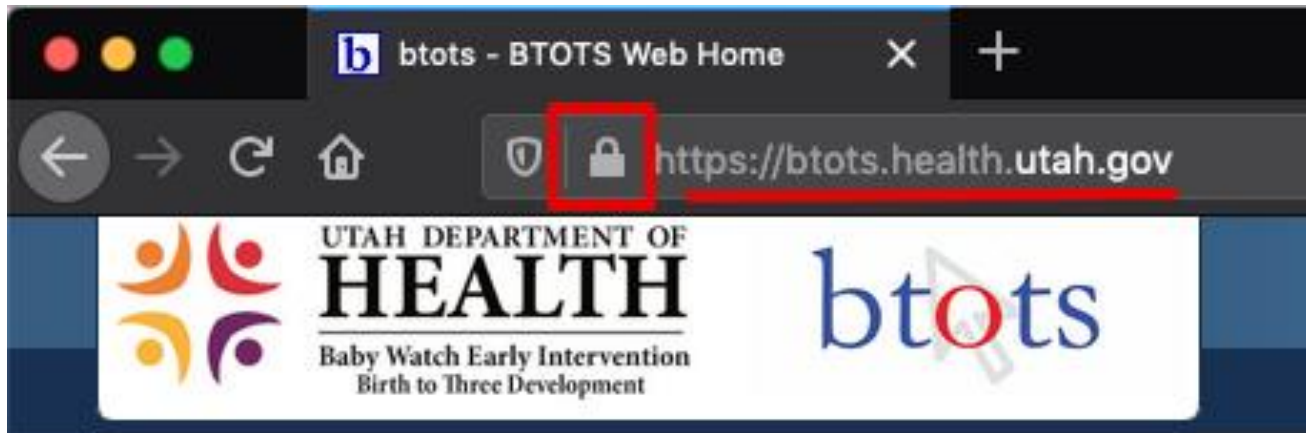 b btots - BTOTS Web Home
https://btots.health.utah.gov
UTAH DEPARTMENT OF
HEALTH
Baby Watch Early Intervention
Birth to Three Development
btots